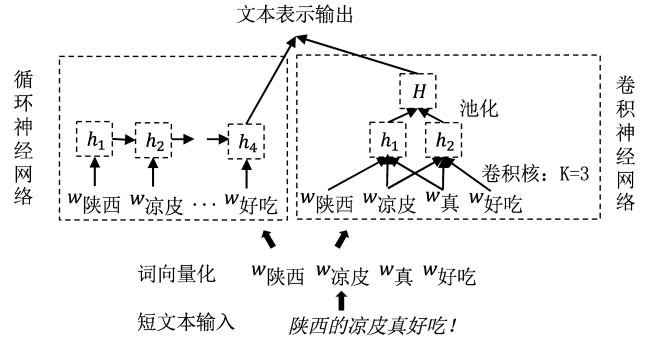 文本表示输出
循环神经网络
卷积神经网络
H
池化
h₁ h₂ h₄
h₁ h₂
卷积核：K=3
w陕西 w凉皮 ··· w好吃
w陕西 w凉皮 w真 w好吃
词向量化 w陕西 w凉皮 w真 w好吃
短文本输入 陕西的凉皮真好吃！